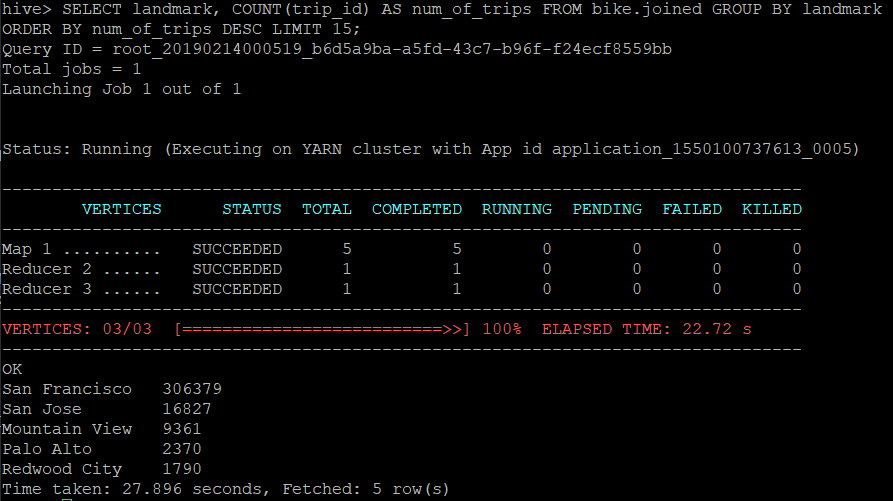 hive> SELECT landmark, COUNT(trip_id) AS num_of_trips FROM bike.joined GROUP BY landmark
ORDER BY num_of_trips DESC LIMIT 15;
Query ID = root_20190214000519_b6d5a9ba-a5fd-43c7-b96f-f24ecf8559bb
Total jobs = 1
Launching Job 1 out of 1
Status: Running (Executing on YARN cluster with App id application_1550100737613_0005)
--------------------------------------------------------------------------------
VERTICES STATUS TOTAL COMPLETED RUNNING PENDING FAILED KILLED
--------------------------------------------------------------------------------
Map 1 .......... SUCCEEDED 5 5 0 0 0 0
Reducer 2 ...... SUCCEEDED 1 1 0 0 0 0
Reducer 3 ...... SUCCEEDED 1 1 0 0 0 0
--------------------------------------------------------------------------------
VERTICES: 03/03 [==========================>>] 100% ELAPSED TIME: 22.72 s
--------------------------------------------------------------------------------
OK
San Francisco 306379
San Jose 16827
Mountain View 9361
Palo Alto 2370
Redwood City 1790
Time taken: 27.896 seconds, Fetched: 5 row(s)